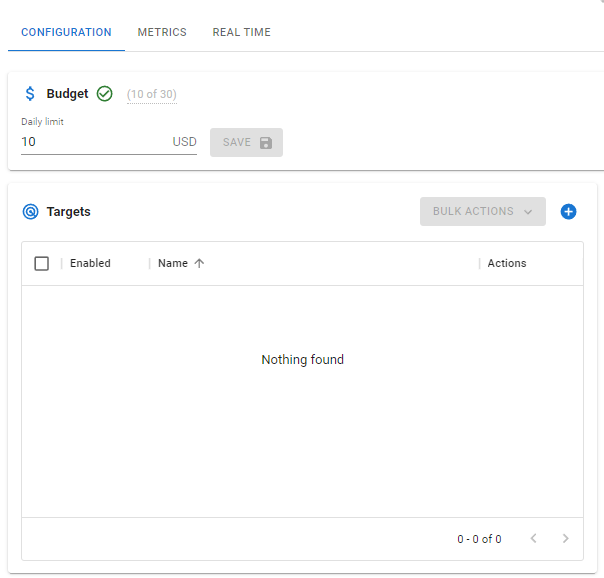 CONFIGURATION METRICS REAL TIME
$ Budget (10 of 30)
Daily limit
10 USD SAVE
Targets BULK ACTIONS
Enabled Name Actions
Nothing found
0 - 0 of 0